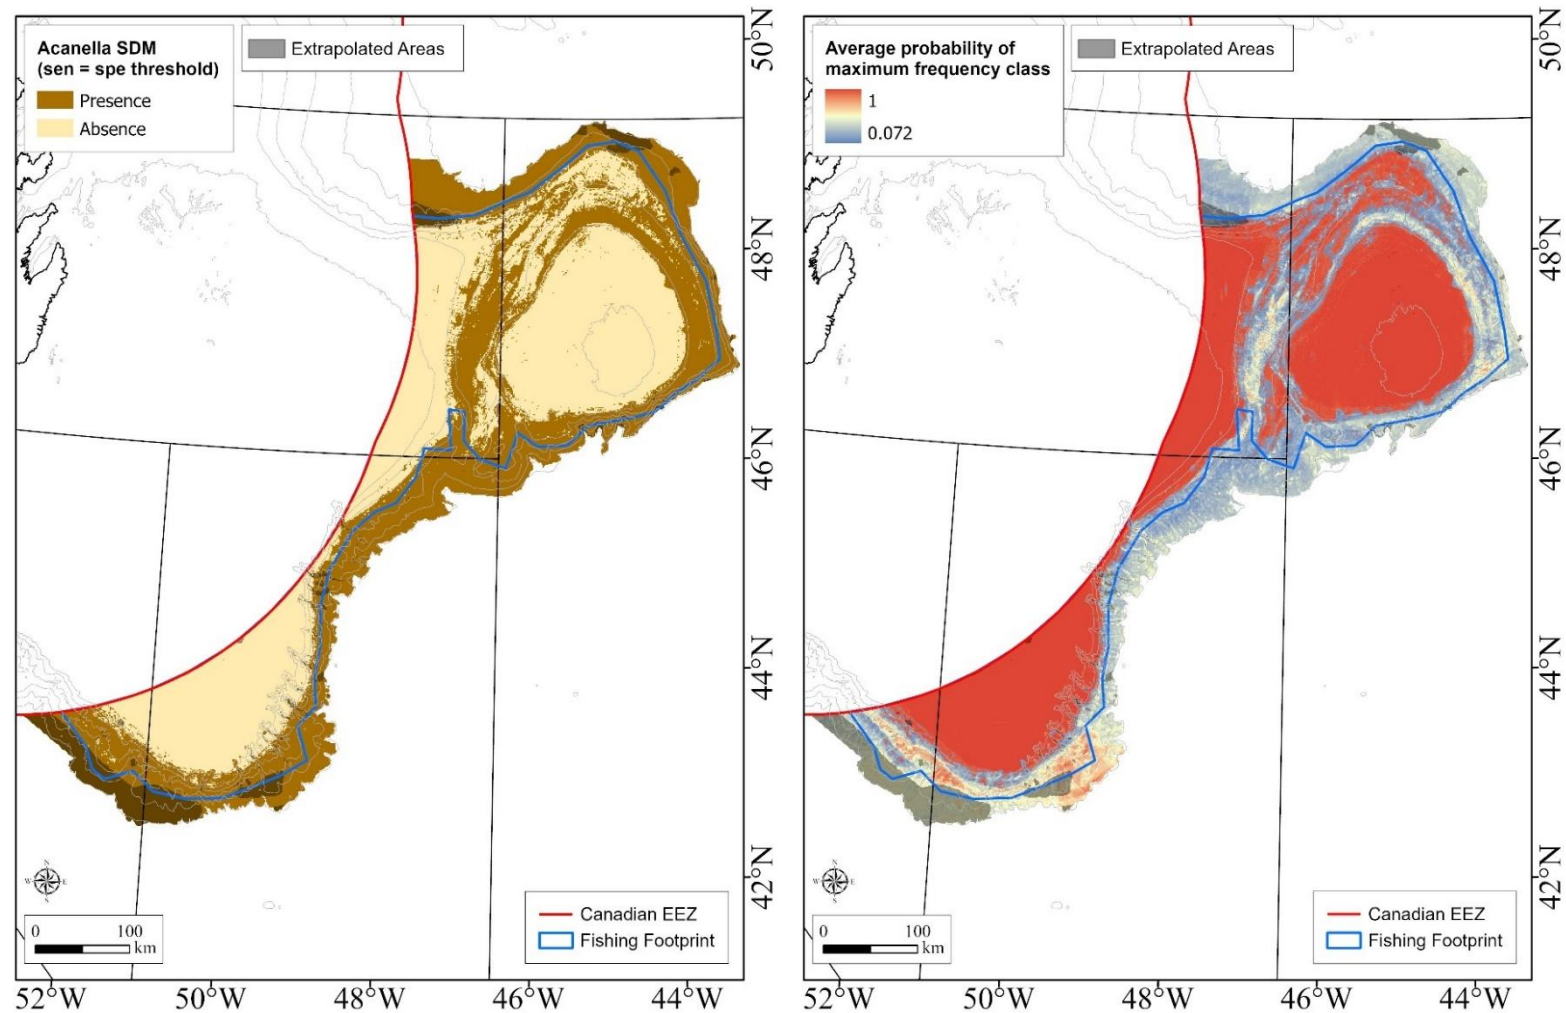 Acanella SDM
(sen = spe threshold)
Presence
Absence
Extrapolated Areas
N
W
E
S
0
100
km
Canadian EEZ
Fishing Footprint
50°N
48°N
46°N
44°N
42°N
52°W
50°W
48°W
46°W
44°W
Average probability of
maximum frequency class
1
0.072
Extrapolated Areas
N
W
E
S
0
100
km
Canadian EEZ
Fishing Footprint
50°N
48°N
46°N
44°N
42°N
52°W
50°W
48°W
46°W
44°W